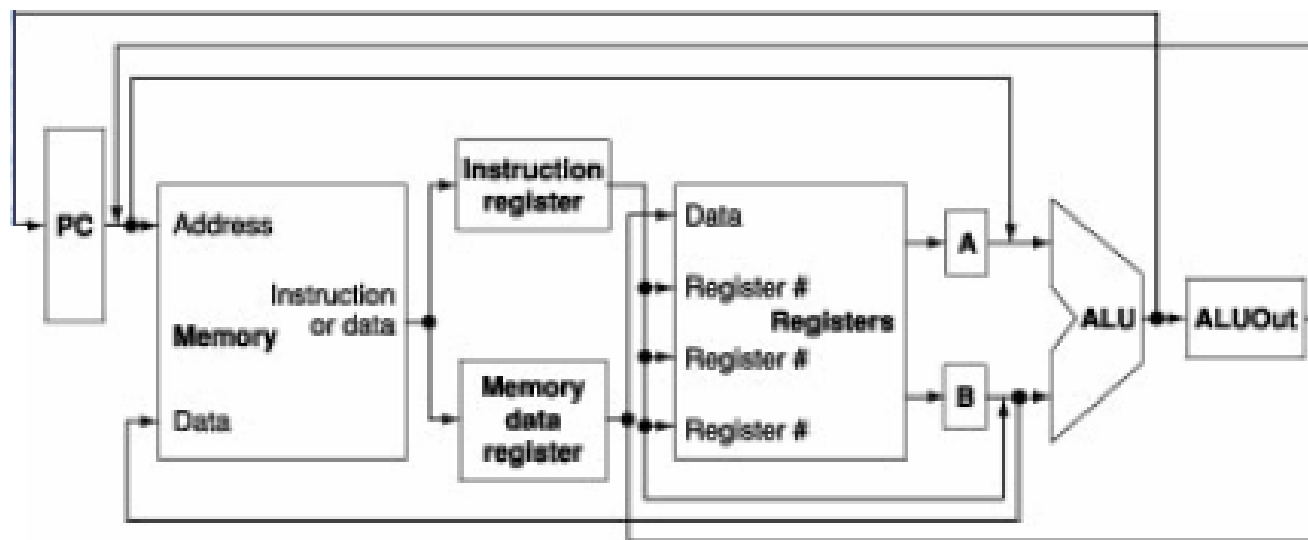 PC
Address
Instruction
or data
Memory
Data
Instruction
register
Memory
data
register
Data
Register #
Registers
Register #
Register #
A
B
ALU
ALUOut